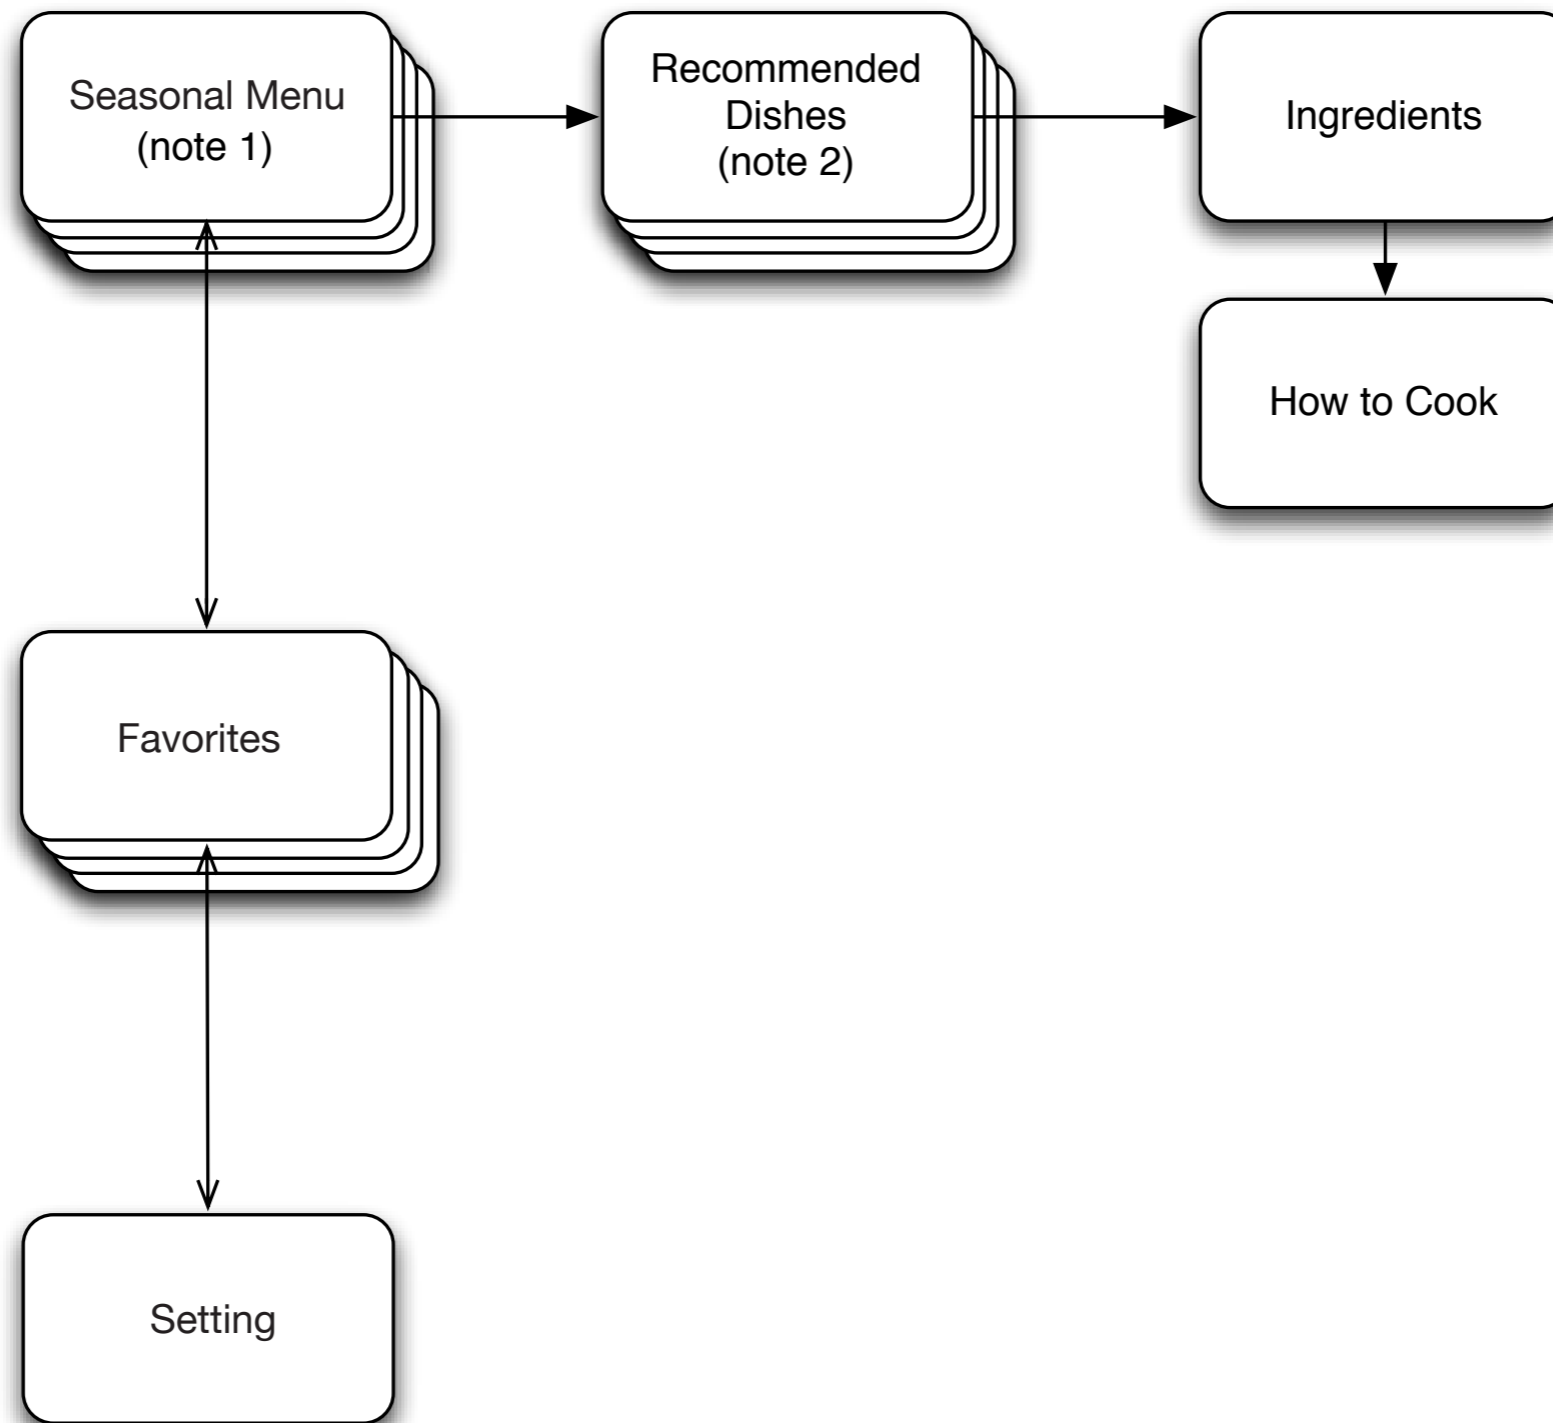 Seasonal Menu
(note 1)
Recommended
Dishes
(note 2)
Ingredients
How to Cook
Favorites
Setting